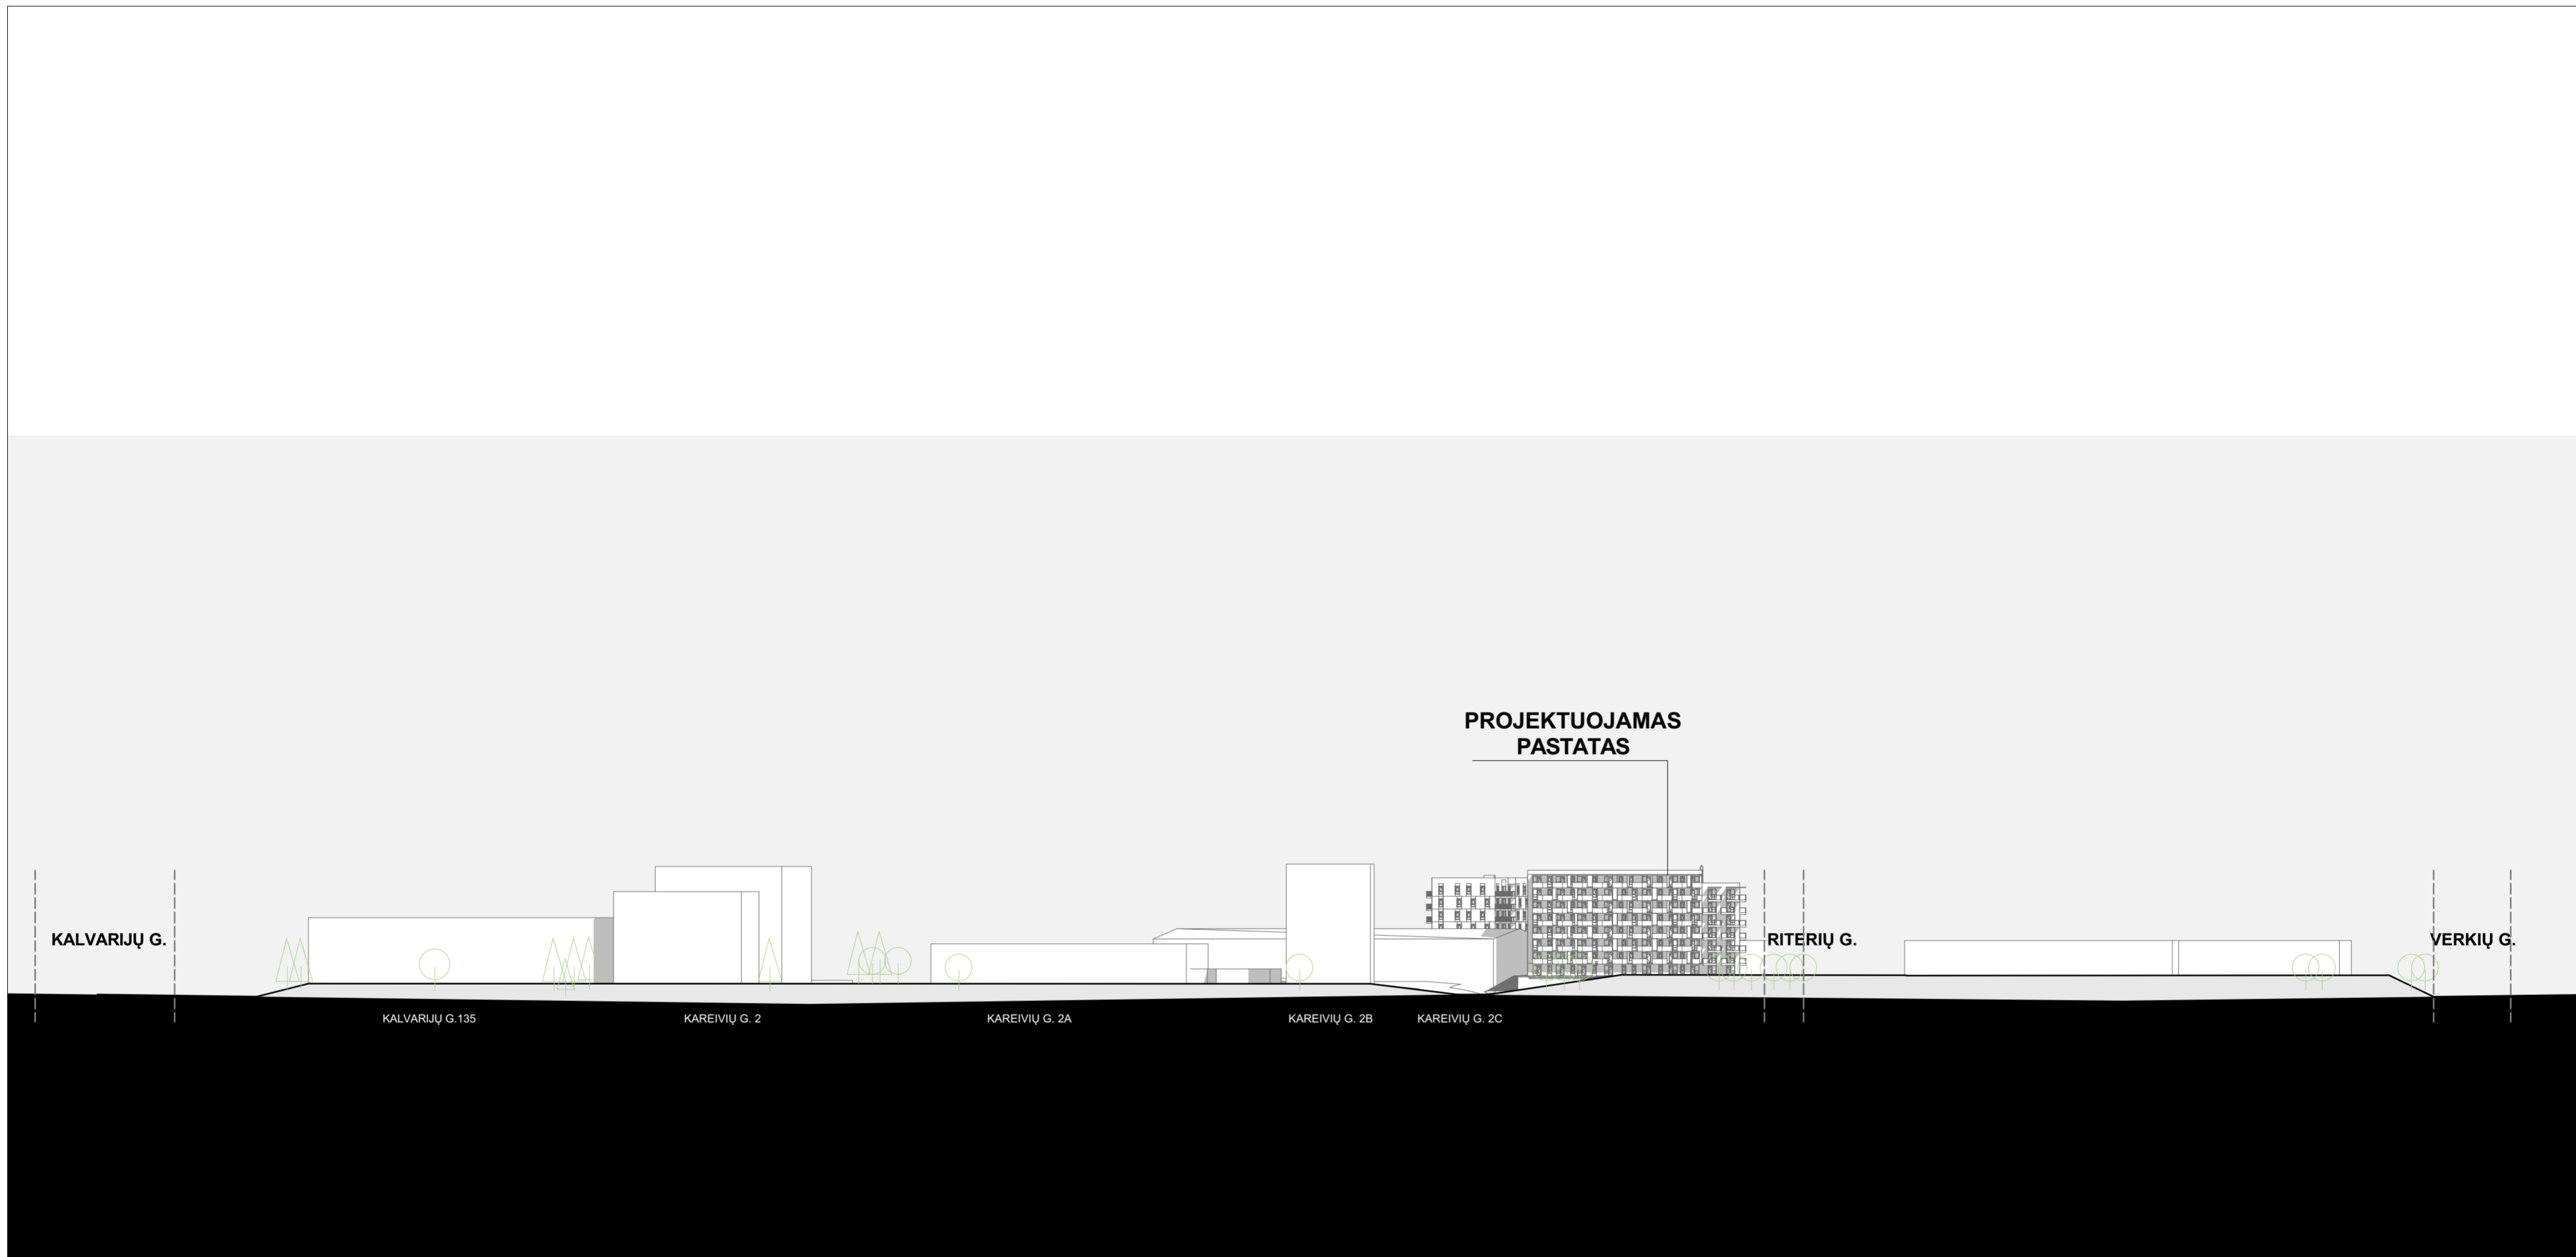 PROJEKTUOJAMAS
PASTATAS
KALVARIJŲ G.
RITERIŲ G.
VERKIŲ G.
KALVARIJŲ G.135
KAREIVIŲ G. 2
KAREIVIŲ G. 2A
KAREIVIŲ G. 2B
KAREIVIŲ G. 2C